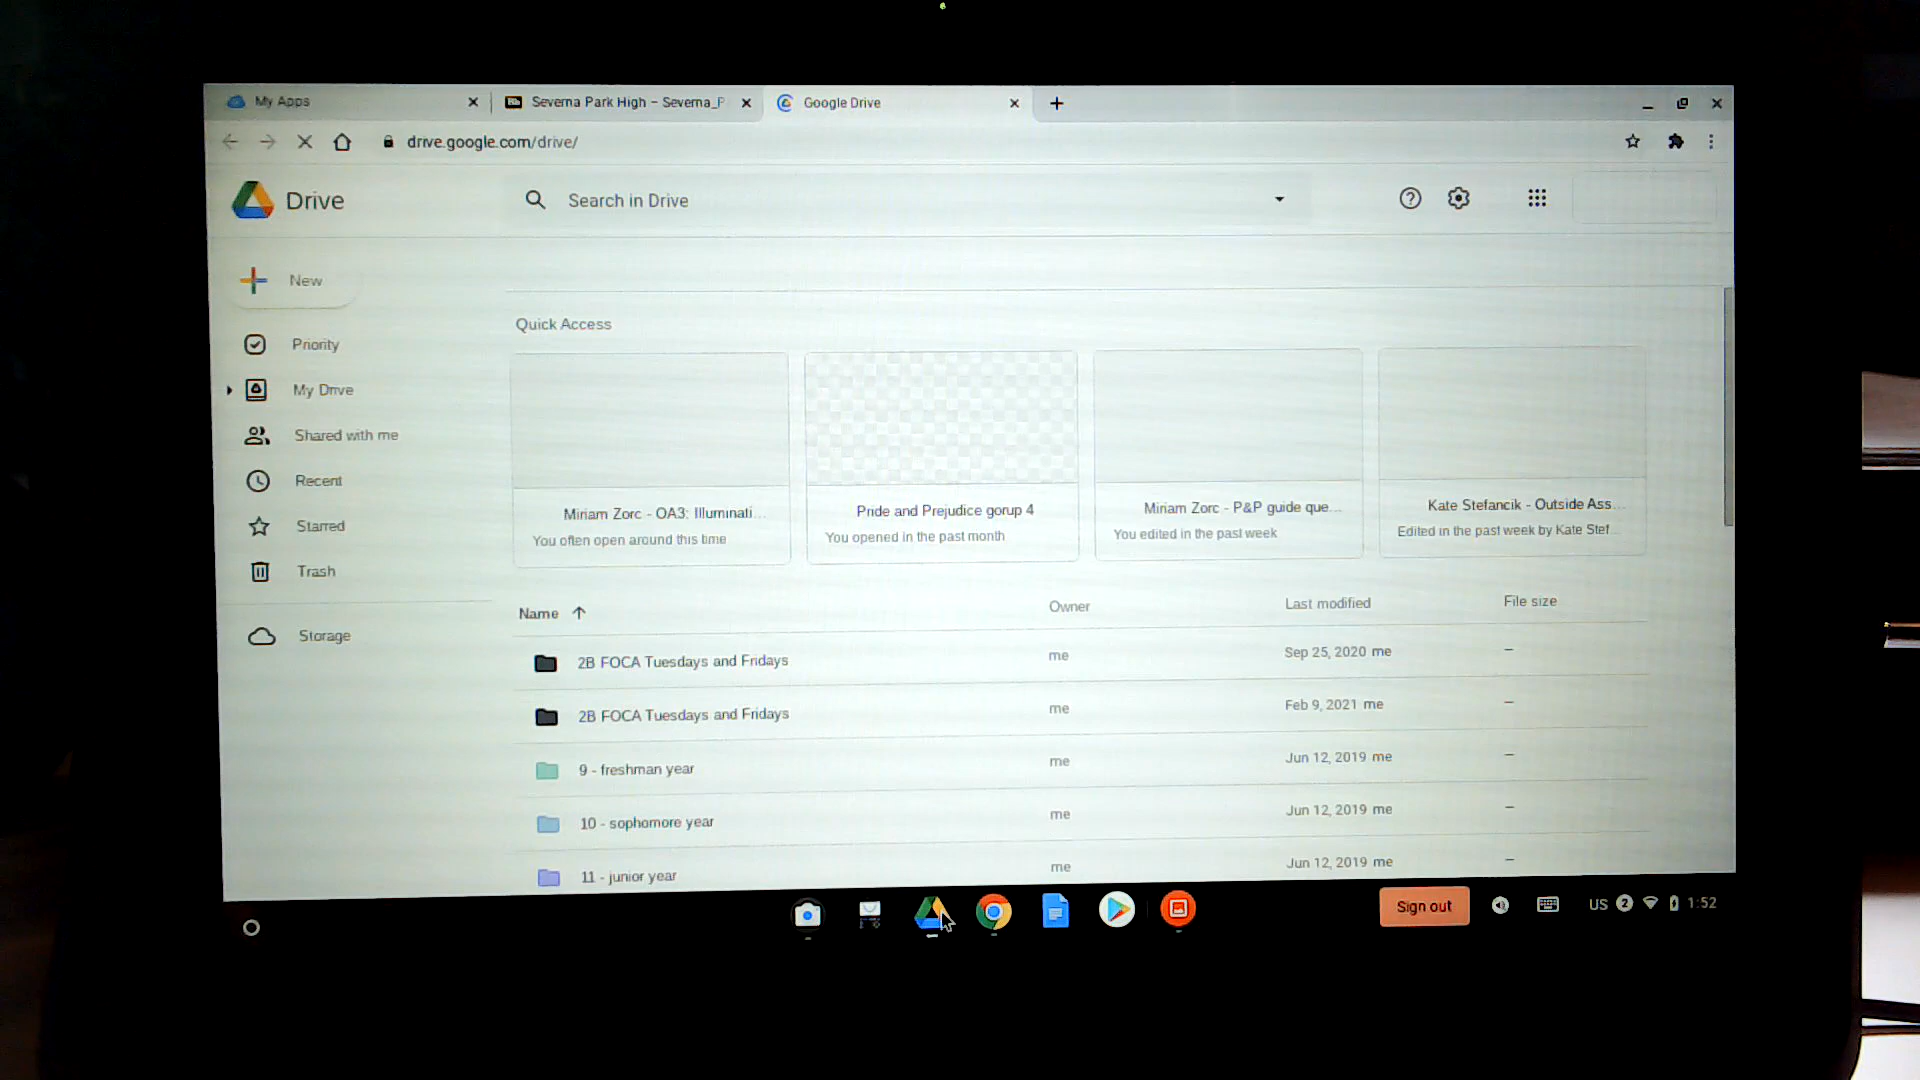 My Apps
Severna Park High – Severna_P
Google Drive
drive.google.com/drive/
Drive
Search in Drive
New
Priority
My Drive
Shared with me
Recent
Starred
Trash
Storage
Quick Access
Miriam Zorc - OA3: Illuminati...
You often open around this time
Pride and Prejudice gorup 4
You opened in the past month
Miriam Zorc - P&P guide que...
You edited in the past week
Kate Stefancik - Outside Ass...
Edited in the past week by Kate Stef...
Name Owner Last modified File size
2B FOCA Tuesdays and Fridays me Sep 25, 2020 me –
2B FOCA Tuesdays and Fridays me Feb 9, 2021 me –
9 - freshman year me Jun 12, 2019 me –
10 - sophomore year me Jun 12, 2019 me –
11 - junior year me Jun 12, 2019 me –
Sign out
US 2 1:52